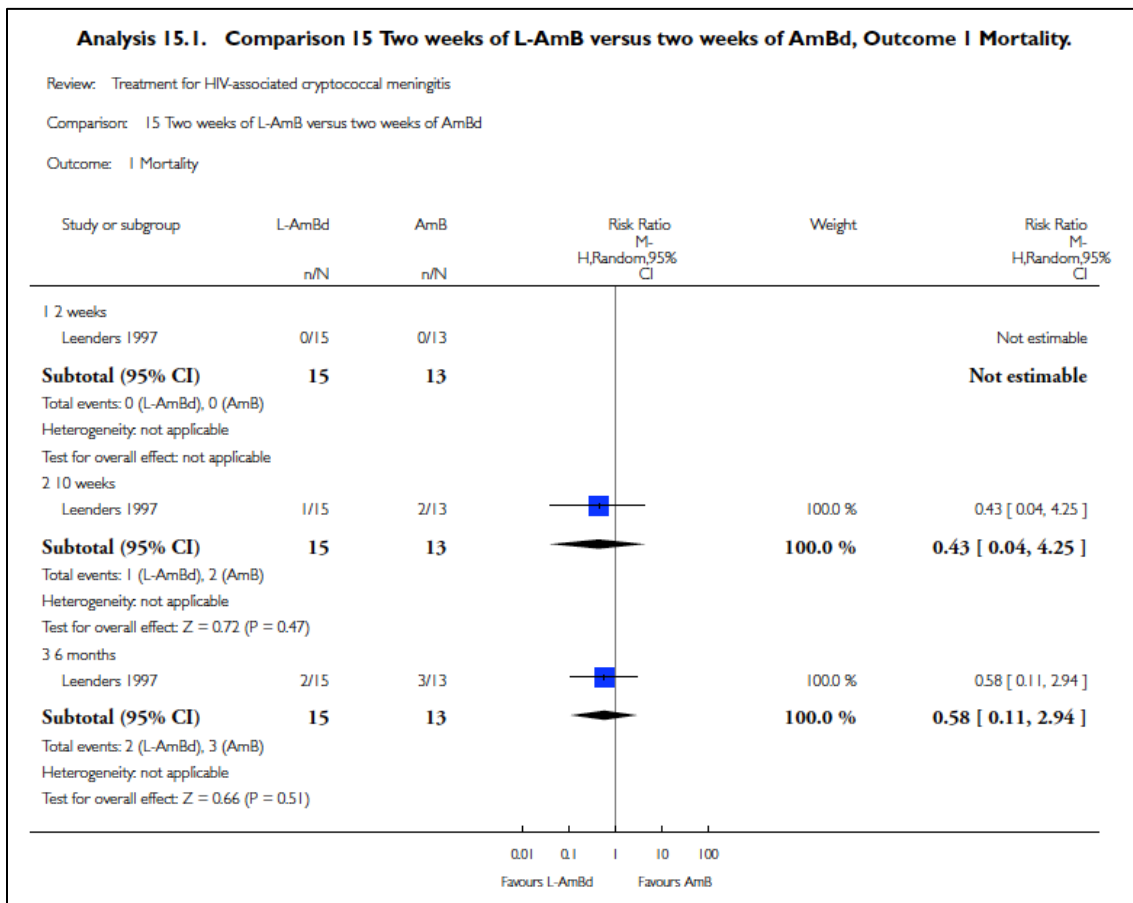 Analysis 15.1. Comparison 15 Two weeks of L-AmB versus two weeks of AmBd, Outcome 1 Mortality.
Review: Treatment for HIV-associated cryptococcal meningitis
Comparison: 15 Two weeks of L-AmB versus two weeks of AmBd
Outcome: 1 Mortality
Study or subgroup L-AmBd AmB Risk Ratio Weight Risk Ratio
M- M-
H,Random,95% H,Random,95%
n/N n/N CI CI
1 2 weeks
Leenders 1997 0/15 0/13 Not estimable
Subtotal (95% CI) 15 13 Not estimable
Total events: 0 (L-AmBd), 0 (AmB)
Heterogeneity: not applicable
Test for overall effect: not applicable
2 10 weeks
Leenders 1997 1/15 2/13 100.0 % 0.43 [ 0.04, 4.25 ]
Subtotal (95% CI) 15 13 100.0 % 0.43 [ 0.04, 4.25 ]
Total events: 1 (L-AmBd), 2 (AmB)
Heterogeneity: not applicable
Test for overall effect: Z = 0.72 (P = 0.47)
3 6 months
Leenders 1997 2/15 3/13 100.0 % 0.58 [ 0.11, 2.94 ]
Subtotal (95% CI) 15 13 100.0 % 0.58 [ 0.11, 2.94 ]
Total events: 2 (L-AmBd), 3 (AmB)
Heterogeneity: not applicable
Test for overall effect: Z = 0.66 (P = 0.51)
0.01 0.1 1 10 100
Favours L-AmBd Favours AmB